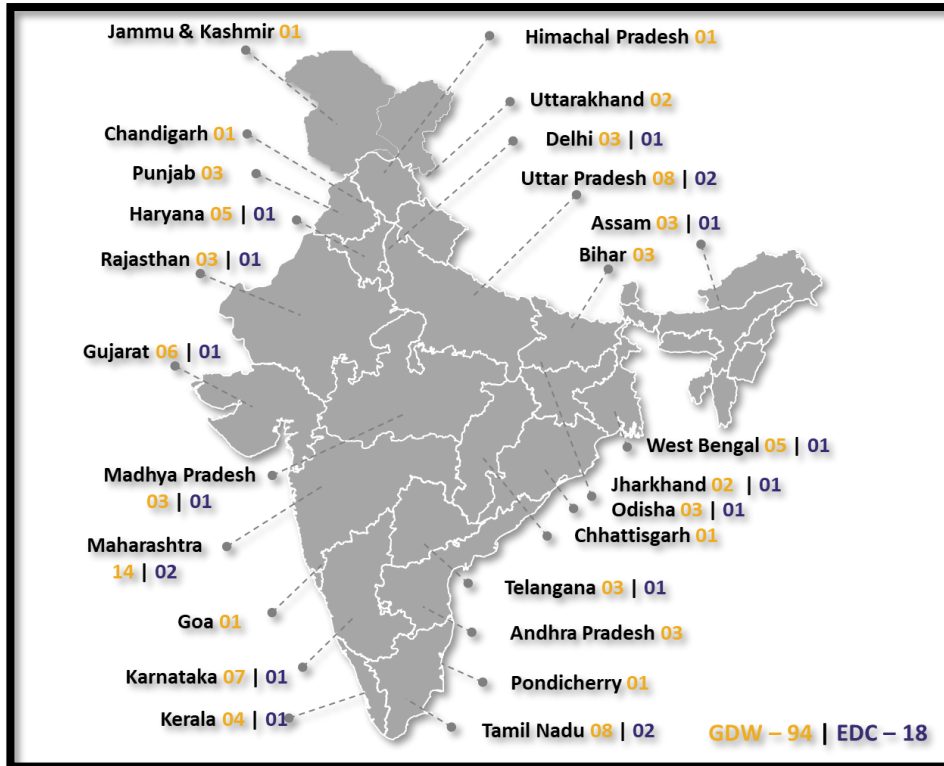 Jammu & Kashmir 01
Himachal Pradesh 01
Uttarakhand 02
Chandigarh 01
Delhi 03 | 01
Punjab 03
Uttar Pradesh 08 | 02
Haryana 05 | 01
Assam 03 | 01
Bihar 03
Rajasthan 03 | 01
Gujarat 06 | 01
West Bengal 05 | 01
Madhya Pradesh
03 | 01
Jharkhand 02 | 01
Odisha 03 | 01
Chhattisgarh 01
Maharashtra
14 | 02
Telangana 03 | 01
Goa 01
Andhra Pradesh 03
Karnataka 07 | 01
Pondicherry 01
Kerala 04 | 01
Tamil Nadu 08 | 02
GDW – 94 | EDC – 18